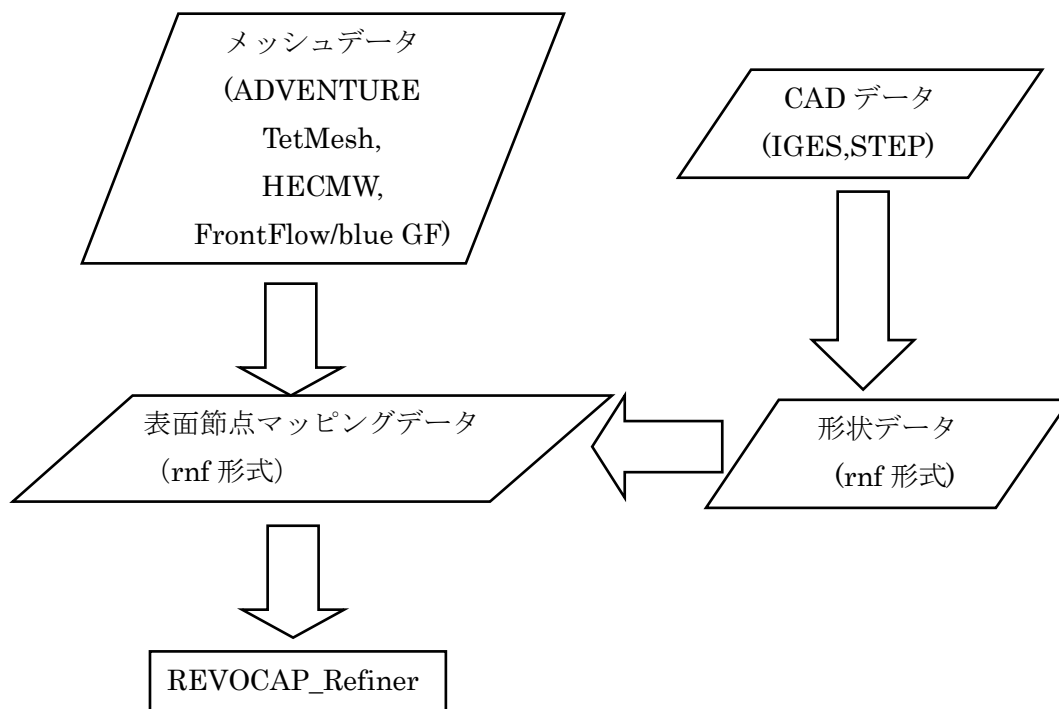 メッシュデータ
(ADVENTURE
TetMesh,
HECMW,
FrontFlow/blue GF)
CAD データ
(IGES,STEP)
表面節点マッピングデータ
（rnf 形式）
形状データ
(rnf 形式)
REVOCAP_Refiner